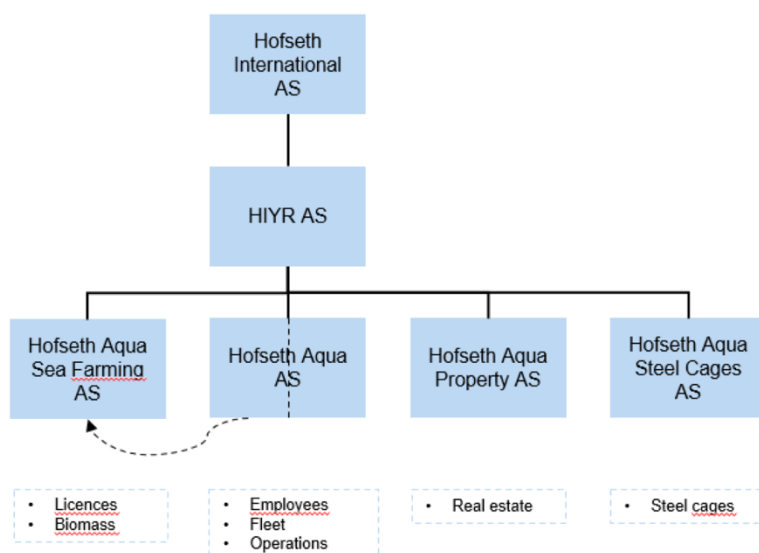 Hofseth
International
AS
HIYR AS
Hofseth Aqua
Sea Farming
AS
Hofseth Aqua
AS
Hofseth Aqua
Property AS
Hofseth Aqua
Steel Cages
AS
• Licences
• Biomass
• Employees
• Fleet
• Operations
• Real estate
• Steel cages